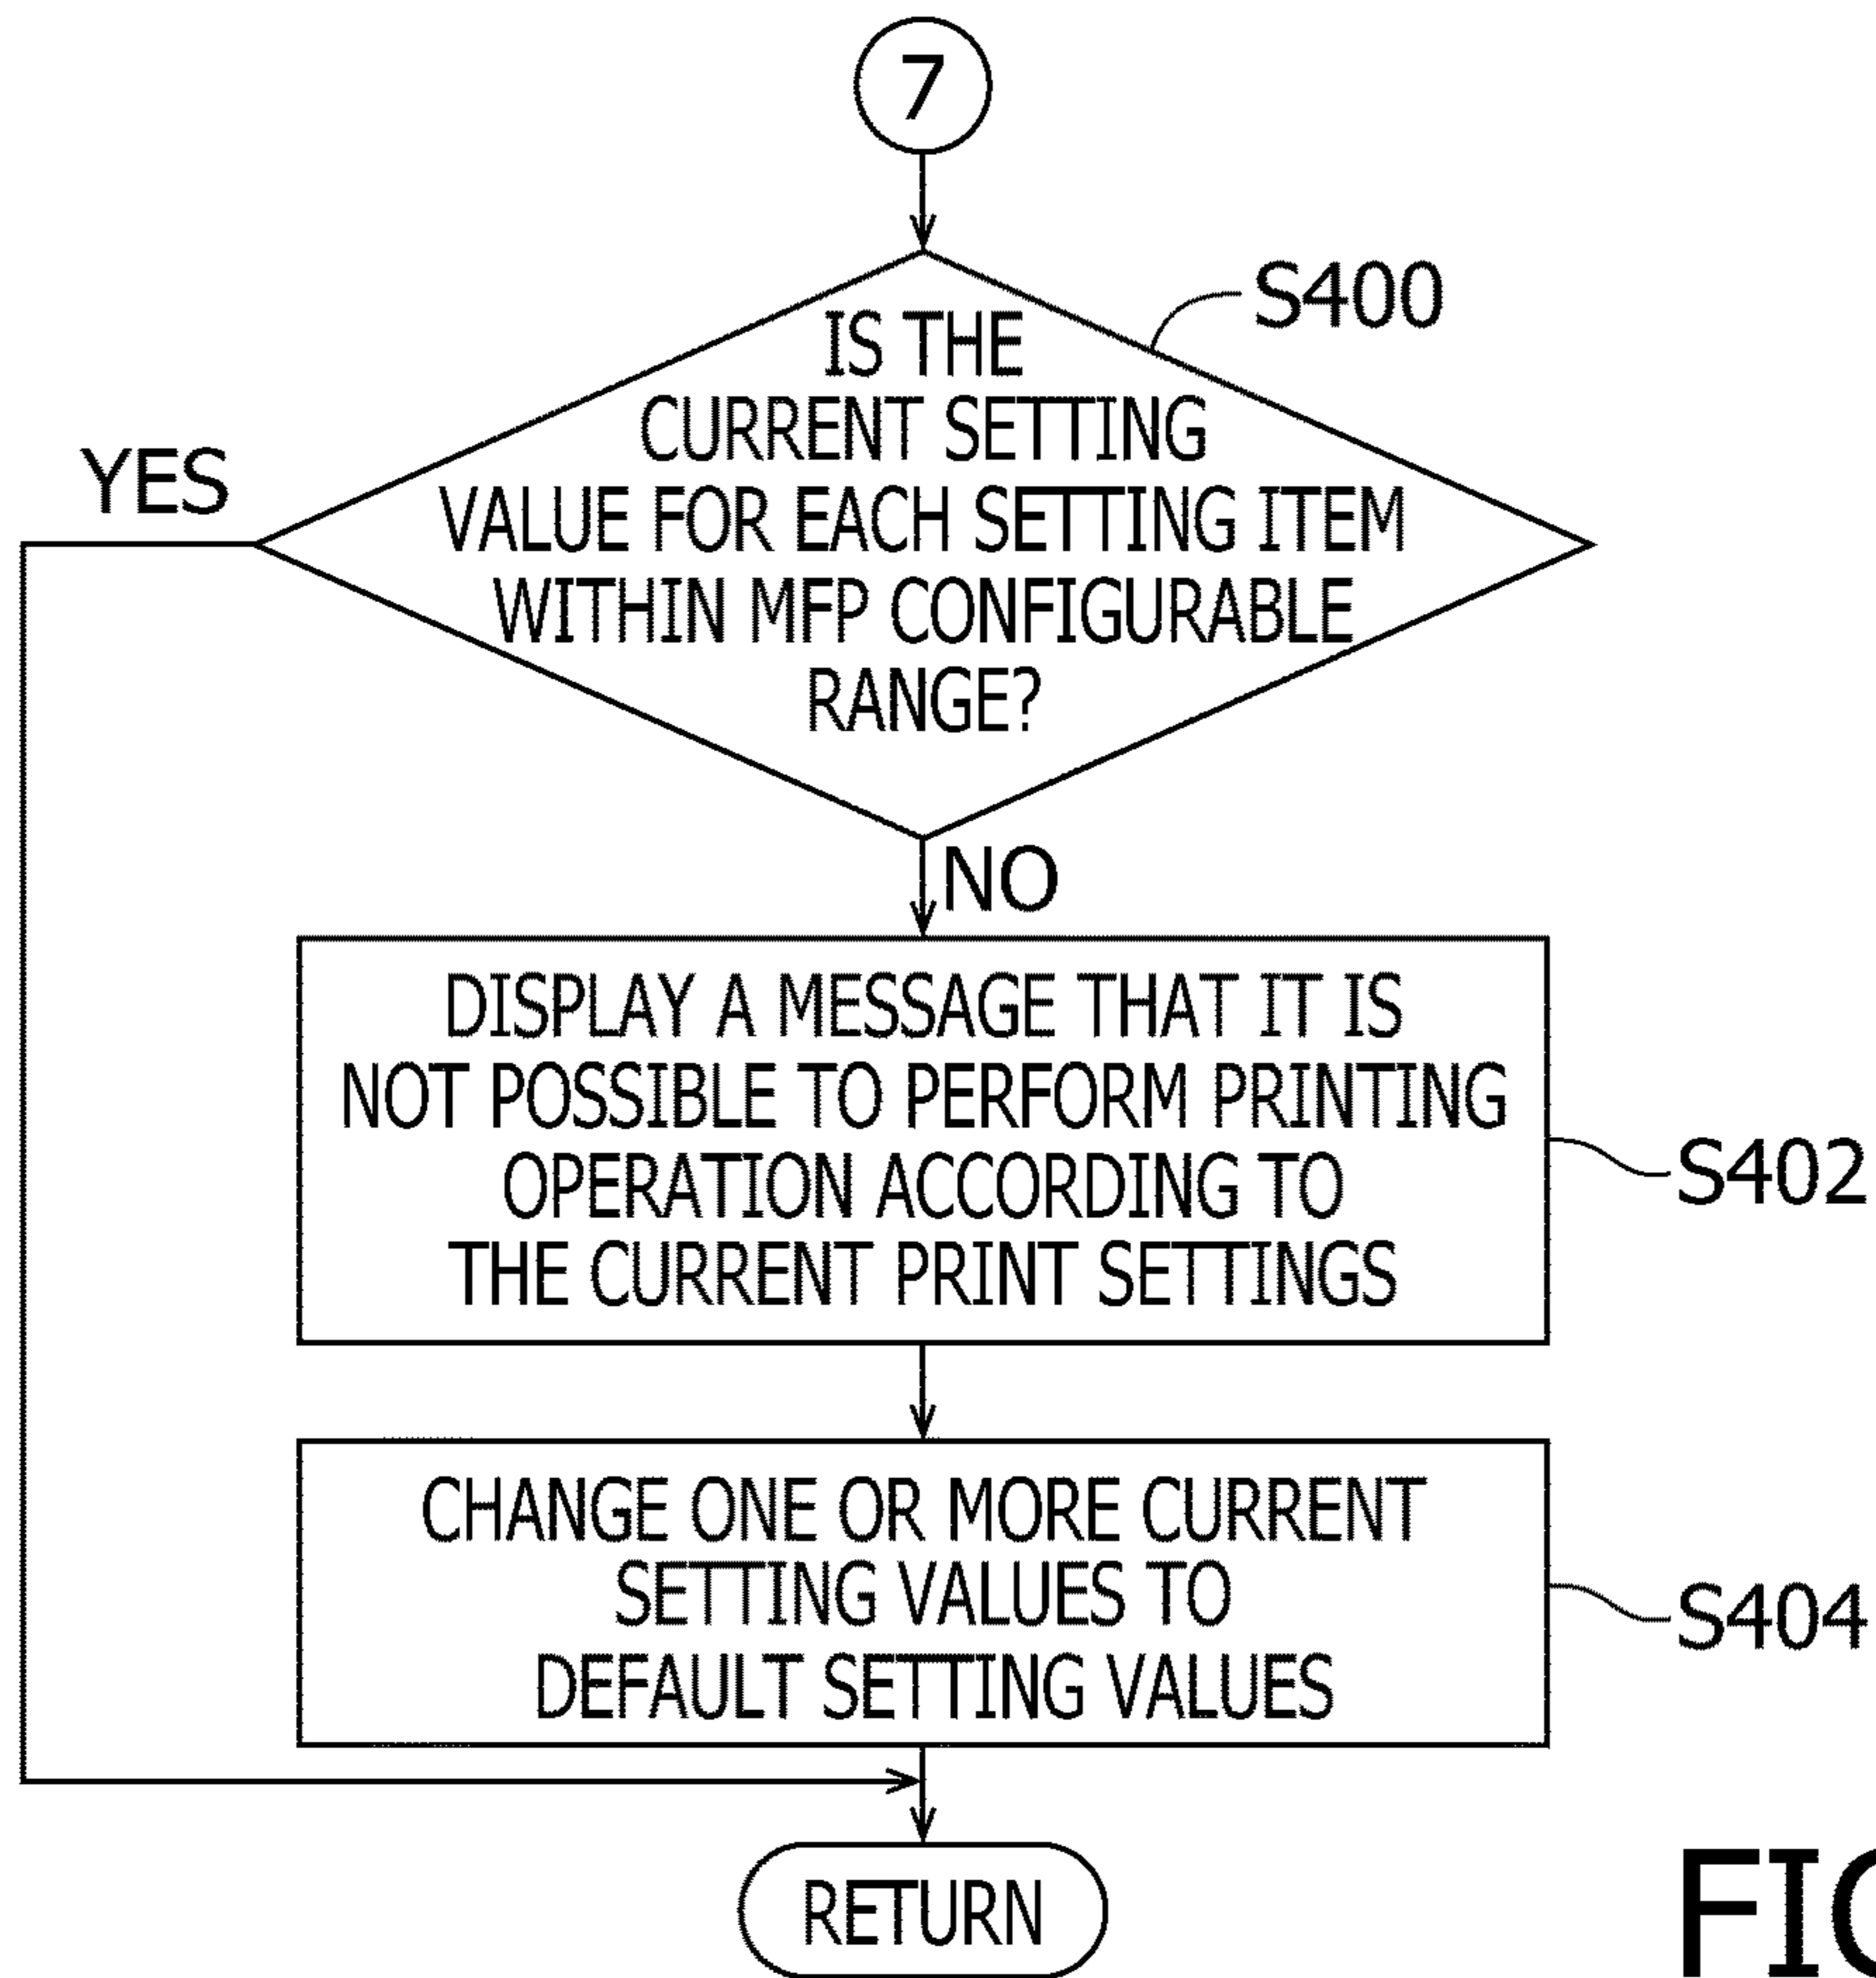 7
S400
IS THE
CURRENT SETTING
VALUE FOR EACH SETTING ITEM
WITHIN MFP CONFIGURABLE
RANGE?
YES
NO
DISPLAY A MESSAGE THAT IT IS
NOT POSSIBLE TO PERFORM PRINTING
OPERATION ACCORDING TO
THE CURRENT PRINT SETTINGS
S402
CHANGE ONE OR MORE CURRENT
SETTING VALUES TO
DEFAULT SETTING VALUES
S404
RETURN